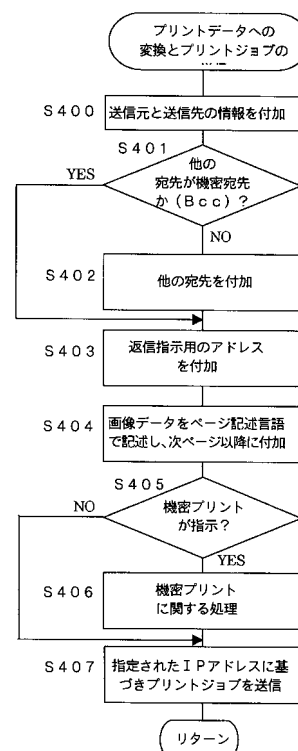 プリントデータへの
変換とプリントジョブの
S400
送信元と送信先の情報を付加
S401
他の
宛先が機密宛先
か(Bcc)?
YES
NO
S402
他の宛先を付加
S403
返信指示用のアドレス
を付加
S404
画像データをページ記述言語
で記述し、次ページ以降に付加
S405
機密プリント
が指示?
NO
YES
S406
機密プリント
に関する処理
S407
指定されたIPアドレスに基
づきプリントジョブを送信
リターン